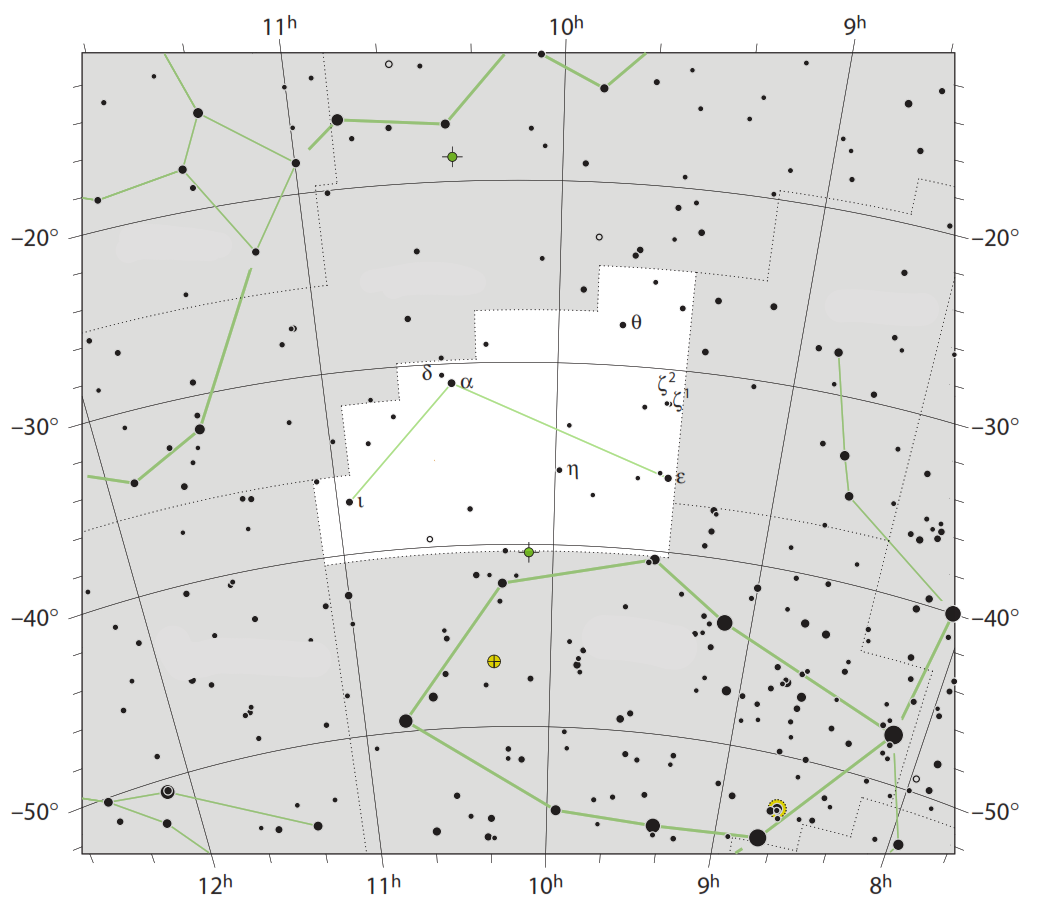 11ʰ 10ʰ 9ʰ
–20° –20°
θ
δ α ζ² ζ¹
–30° –30°
η ε
ι
–40° –40°
–50° –50°
12ʰ 11ʰ 10ʰ 9ʰ 8ʰ